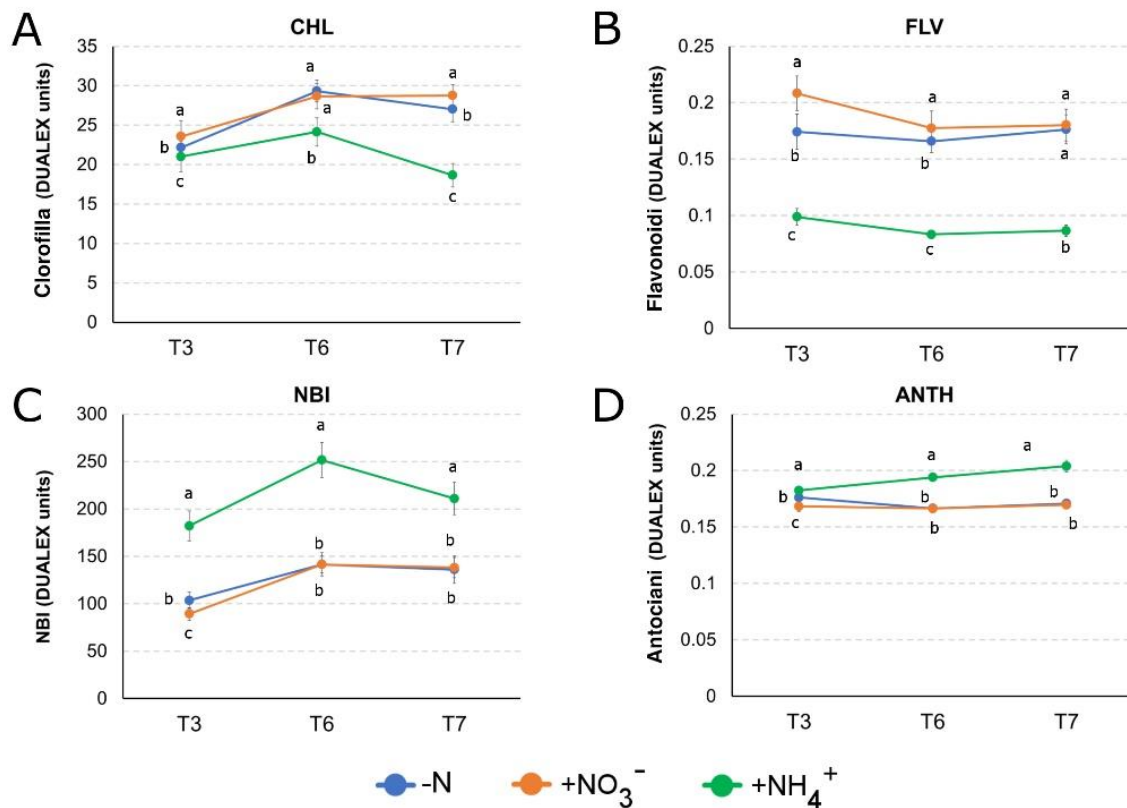 A
CHL
Clorofilla (DUALEX units)
35
30
25
20
15
10
5
0
a
b
c
a
a
b
a
b
c
T3
T6
T7
B
FLV
Flavonoidi (DUALEX units)
0.25
0.2
0.15
0.1
0.05
0
a
b
c
a
b
c
a
a
b
T3
T6
T7
C
NBI
NBI (DUALEX units)
300
250
200
150
100
50
0
a
b
c
a
b
b
a
b
b
T3
T6
T7
D
ANTH
Antociani (DUALEX units)
0.25
0.2
0.15
0.1
0.05
0
a
b
c
a
b
b
a
b
b
T3
T6
T7
-N
+NO₃⁻
+NH₄⁺